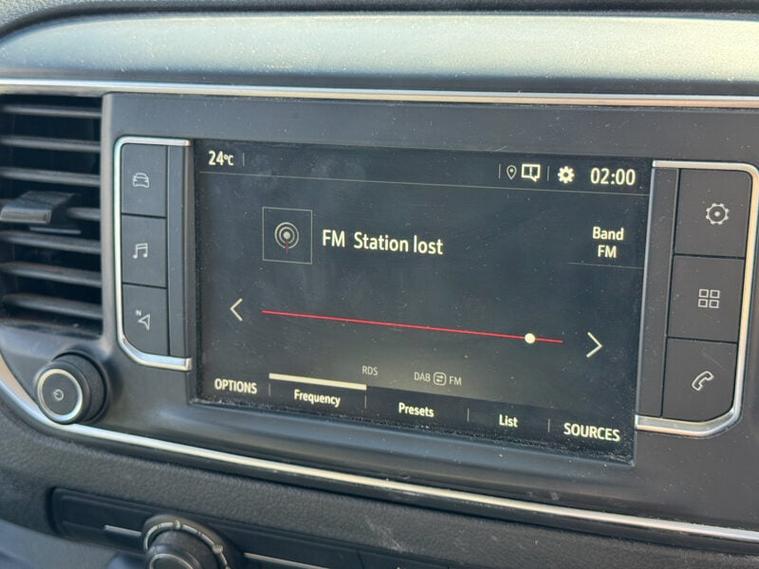 24°C
02:00
FM Station lost
Band
FM
RDS
DAB FM
OPTIONS
Frequency
Presets
List
SOURCES
N